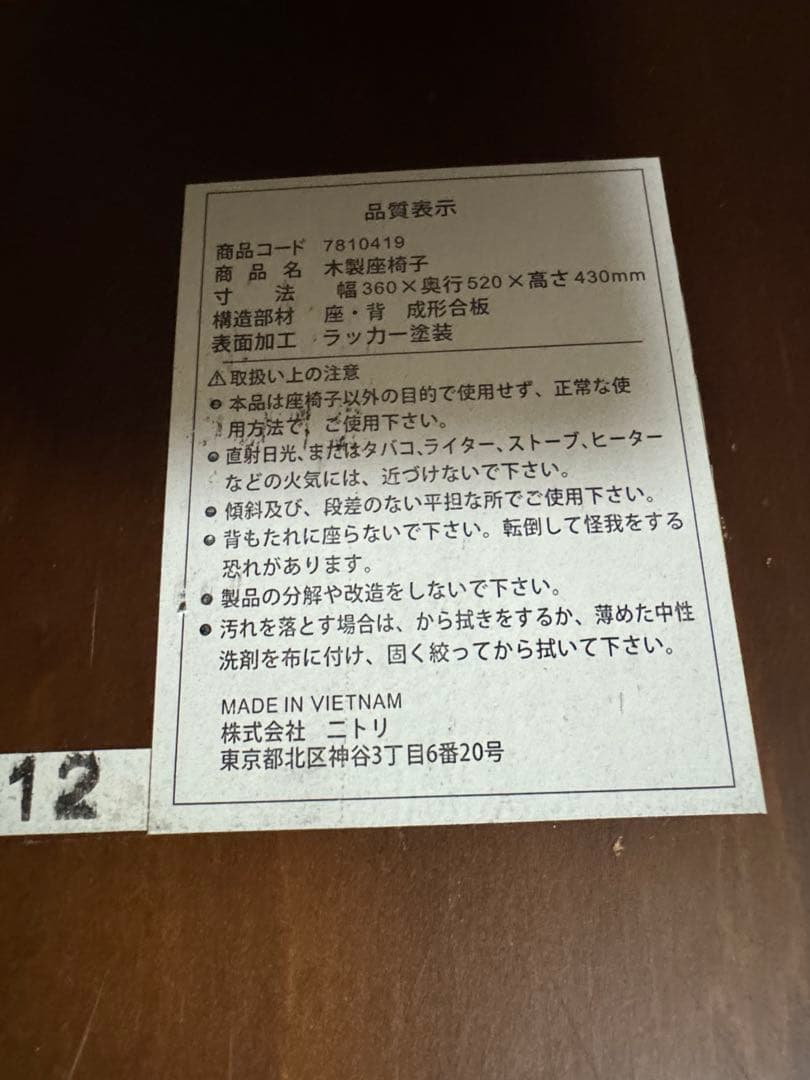 品質表示
商品コード 7810419
商品名 木製座椅子
寸法 幅360×奥行520×高さ430mm
構造部材 座・背 成形合板
表面加工 ラッカー塗装
⚠取扱い上の注意
●本品は座椅子以外の目的で使用せず、正常な使
用方法で、ご使用下さい。
●直射日光、またはタバコ、ライター、ストーブ、ヒーター
などの火気には、近づけないで下さい。
●傾斜及び、段差のない平担な所でご使用下さい。
●背もたれに座らないで下さい。転倒して怪我をする
恐れがあります。
●製品の分解や改造をしないで下さい。
●汚れを落とす場合は、から拭きをするか、薄めた中性
洗剤を布に付け、固く絞ってから拭いて下さい。
MADE IN VIETNAM
株式会社 ニトリ
東京都北区神谷3丁目6番20号
12